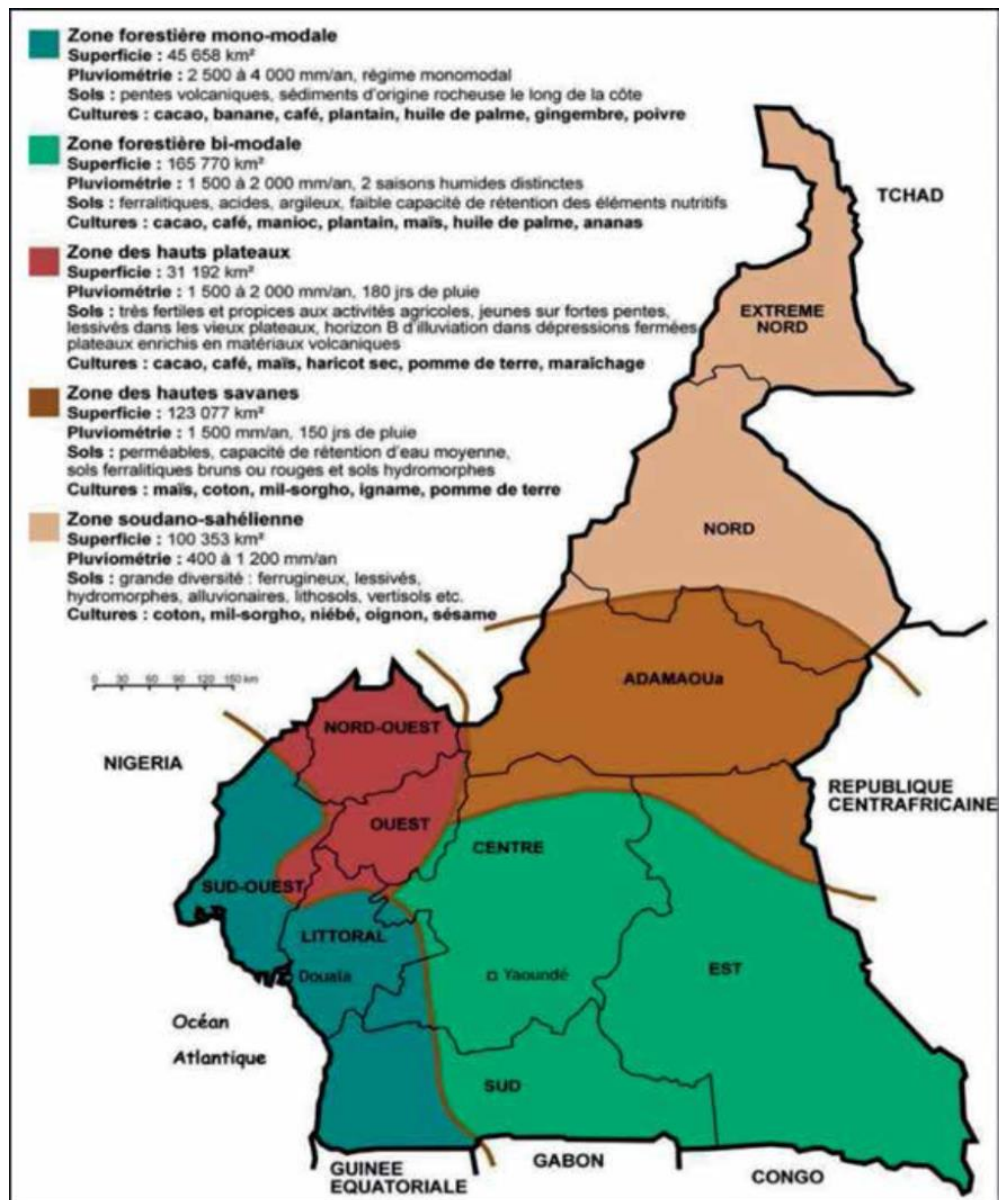 Zone forestière mono-modale
Superficie : 45 658 km²
Pluviométrie : 2 500 à 4 000 mm/an, régime monomodal
Sols : pentes volcaniques, sédiments d'origine rocheuse le long de la côte
Cultures : cacao, banane, café, plantain, huile de palme, gingembre, poivre
Zone forestière bi-modale
Superficie : 165 770 km²
Pluviométrie : 1 500 à 2 000 mm/an, 2 saisons humides distinctes
Sols : ferralitiques, acides, argileux, faible capacité de rétention des éléments nutritifs
Cultures : cacao, café, manioc, plantain, maïs, huile de palme, ananas
Zone des hauts plateaux
Superficie : 31 192 km²
Pluviométrie : 1 500 à 2 000 mm/an, 180 jrs de pluie
Sols : très fertiles et propices aux activités agricoles, jeunes sur fortes pentes,
lessivés dans les vieux plateaux, horizon B d'illuviation dans dépressions fermées
plateaux enrichis en matériaux volcaniques
Cultures : cacao, café, maïs, haricot sec, pomme de terre, maraîchage
Zone des hautes savanes
Superficie : 123 077 km²
Pluviométrie : 1 500 mm/an, 150 jrs de pluie
Sols : perméables, capacité de rétention d'eau moyenne,
sols ferralitiques bruns ou rouges et sols hydromorphes
Cultures : maïs, coton, mil-sorgho, igname, pomme de terre
Zone soudano-sahélienne
Superficie : 100 353 km²
Pluviométrie : 400 à 1 200 mm/an
Sols : grande diversité : ferrugineux, lessivés,
hydromorphes, alluvionaires, lithosols, vertisols etc.
Cultures : coton, mil-sorgho, niébé, oignon, sésame
TCHAD
EXTREME
NORD
NORD
0 30 60 90 120 150 km
ADAMAOUa
NORD-OUEST
NIGERIA
REPUBLIQUE
CENTRAFRICAINE
OUEST
CENTRE
SUD-OUEST
LITTORAL
EST
Douala
Yaoundé
Océan
Atlantique
SUD
GUINEE
EQUATORIALE
GABON
CONGO